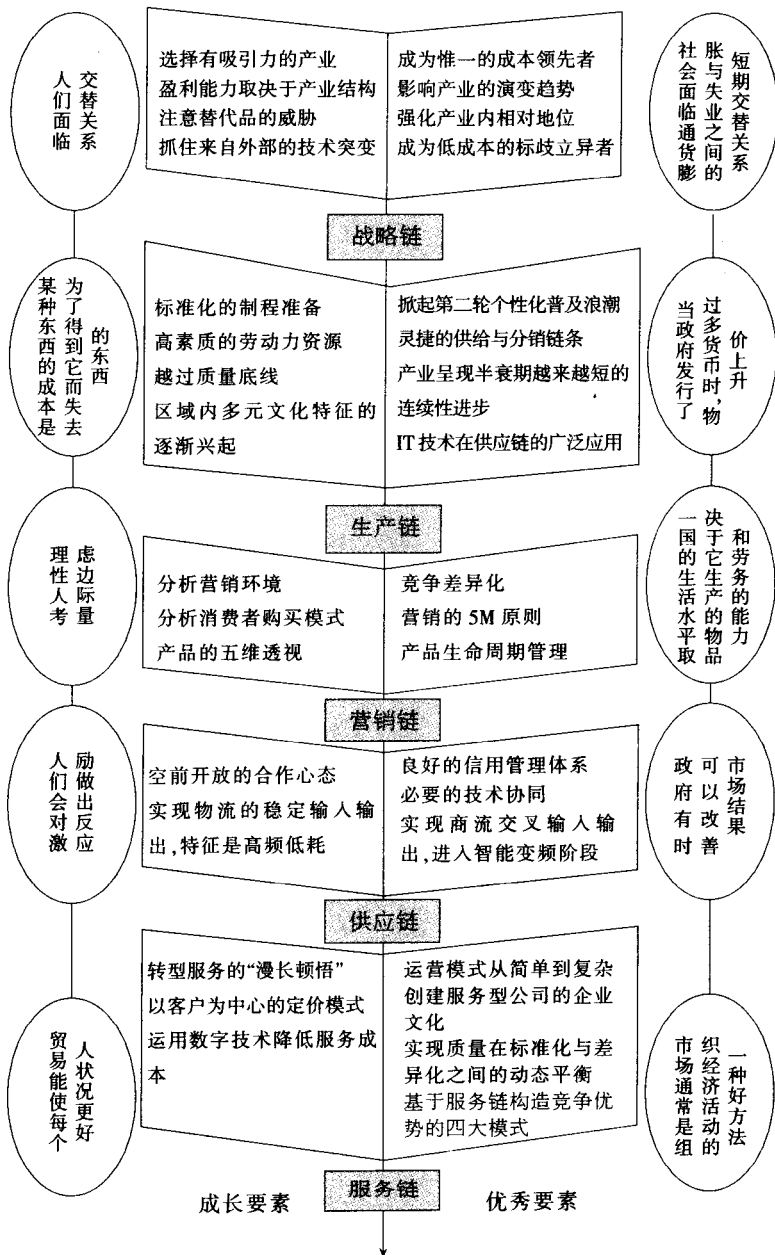 人们面临
交替关系
选择有吸引力的产业
盈利能力取决于产业结构
注意替代品的威胁
抓住来自外部的技术突变
成为惟一的成本领先者
影响产业的演变趋势
强化产业内相对地位
成为低成本的标歧立异者
社会面临通货膨
胀与失业之间的
短期交替关系
战略链
某种东西的成本是
为了得到它而失去
的东西
标准化的制程准备
高素质的劳动力资源
越过质量底线
区域内多元文化特征的
逐渐兴起
掀起第二轮个性化普及浪潮
灵捷的供给与分销链条
产业呈现半衰期越来越短的
连续性进步
IT技术在供应链的广泛应用
当政府发行了
过多货币时,物
价上升
生产链
理性人考
虑边际量
分析营销环境
分析消费者购买模式
产品的五维透视
竞争差异化
营销的5M原则
产品生命周期管理
一国的生活水平取
决于它生产的物品
和劳务的能力
营销链
人们会对激
励做出反应
空前开放的合作心态
实现物流的稳定输入输
出,特征是高频低耗
良好的信用管理体系
必要的技术协同
实现商流交叉输入输
出,进入智能变频阶段
政府有时
可以改善
市场结果
供应链
贸易能使每个
人状况更好
转型服务的“漫长顿悟”
以客户为中心的定价模式
运用数字技术降低服务成
本
运营模式从简单到复杂
创建服务型公司的企业
文化
实现质量在标准化与差
异化之间的动态平衡
基于服务链构造竞争优
势的四大模式
市场通常是组
织经济活动的
一种好方法
服务链
成长要素
优秀要素